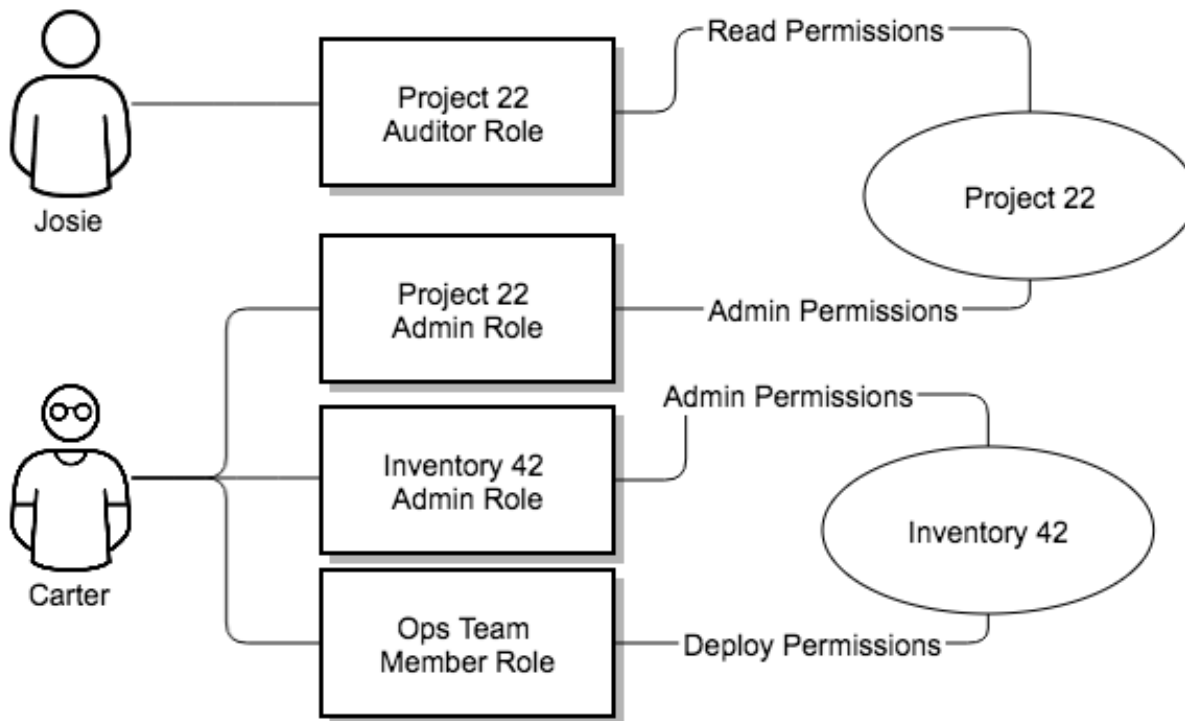 Read Permissions
Project 22
Auditor Role
Project 22
Josie
Project 22
Admin Role
Admin Permissions
Admin Permissions
Inventory 42
Admin Role
Inventory 42
Carter
Ops Team
Member Role
Deploy Permissions